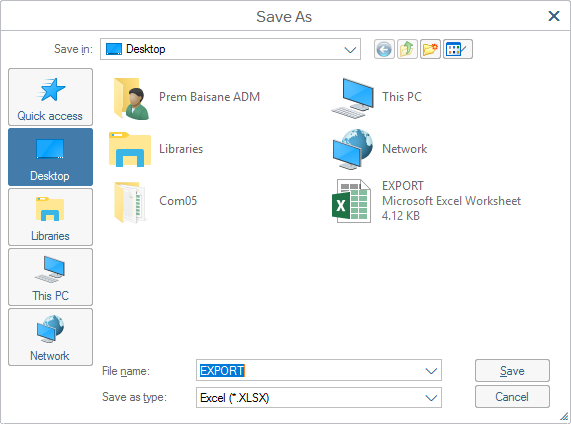 Save As
Save in: Desktop
Quick access
Desktop
Libraries
This PC
Network
Prem Baisane ADM
This PC
Libraries
Network
Com05
EXPORT
Microsoft Excel Worksheet
4.12 KB
File name: EXPORT Save
Save as type: Excel (*.XLSX) Cancel